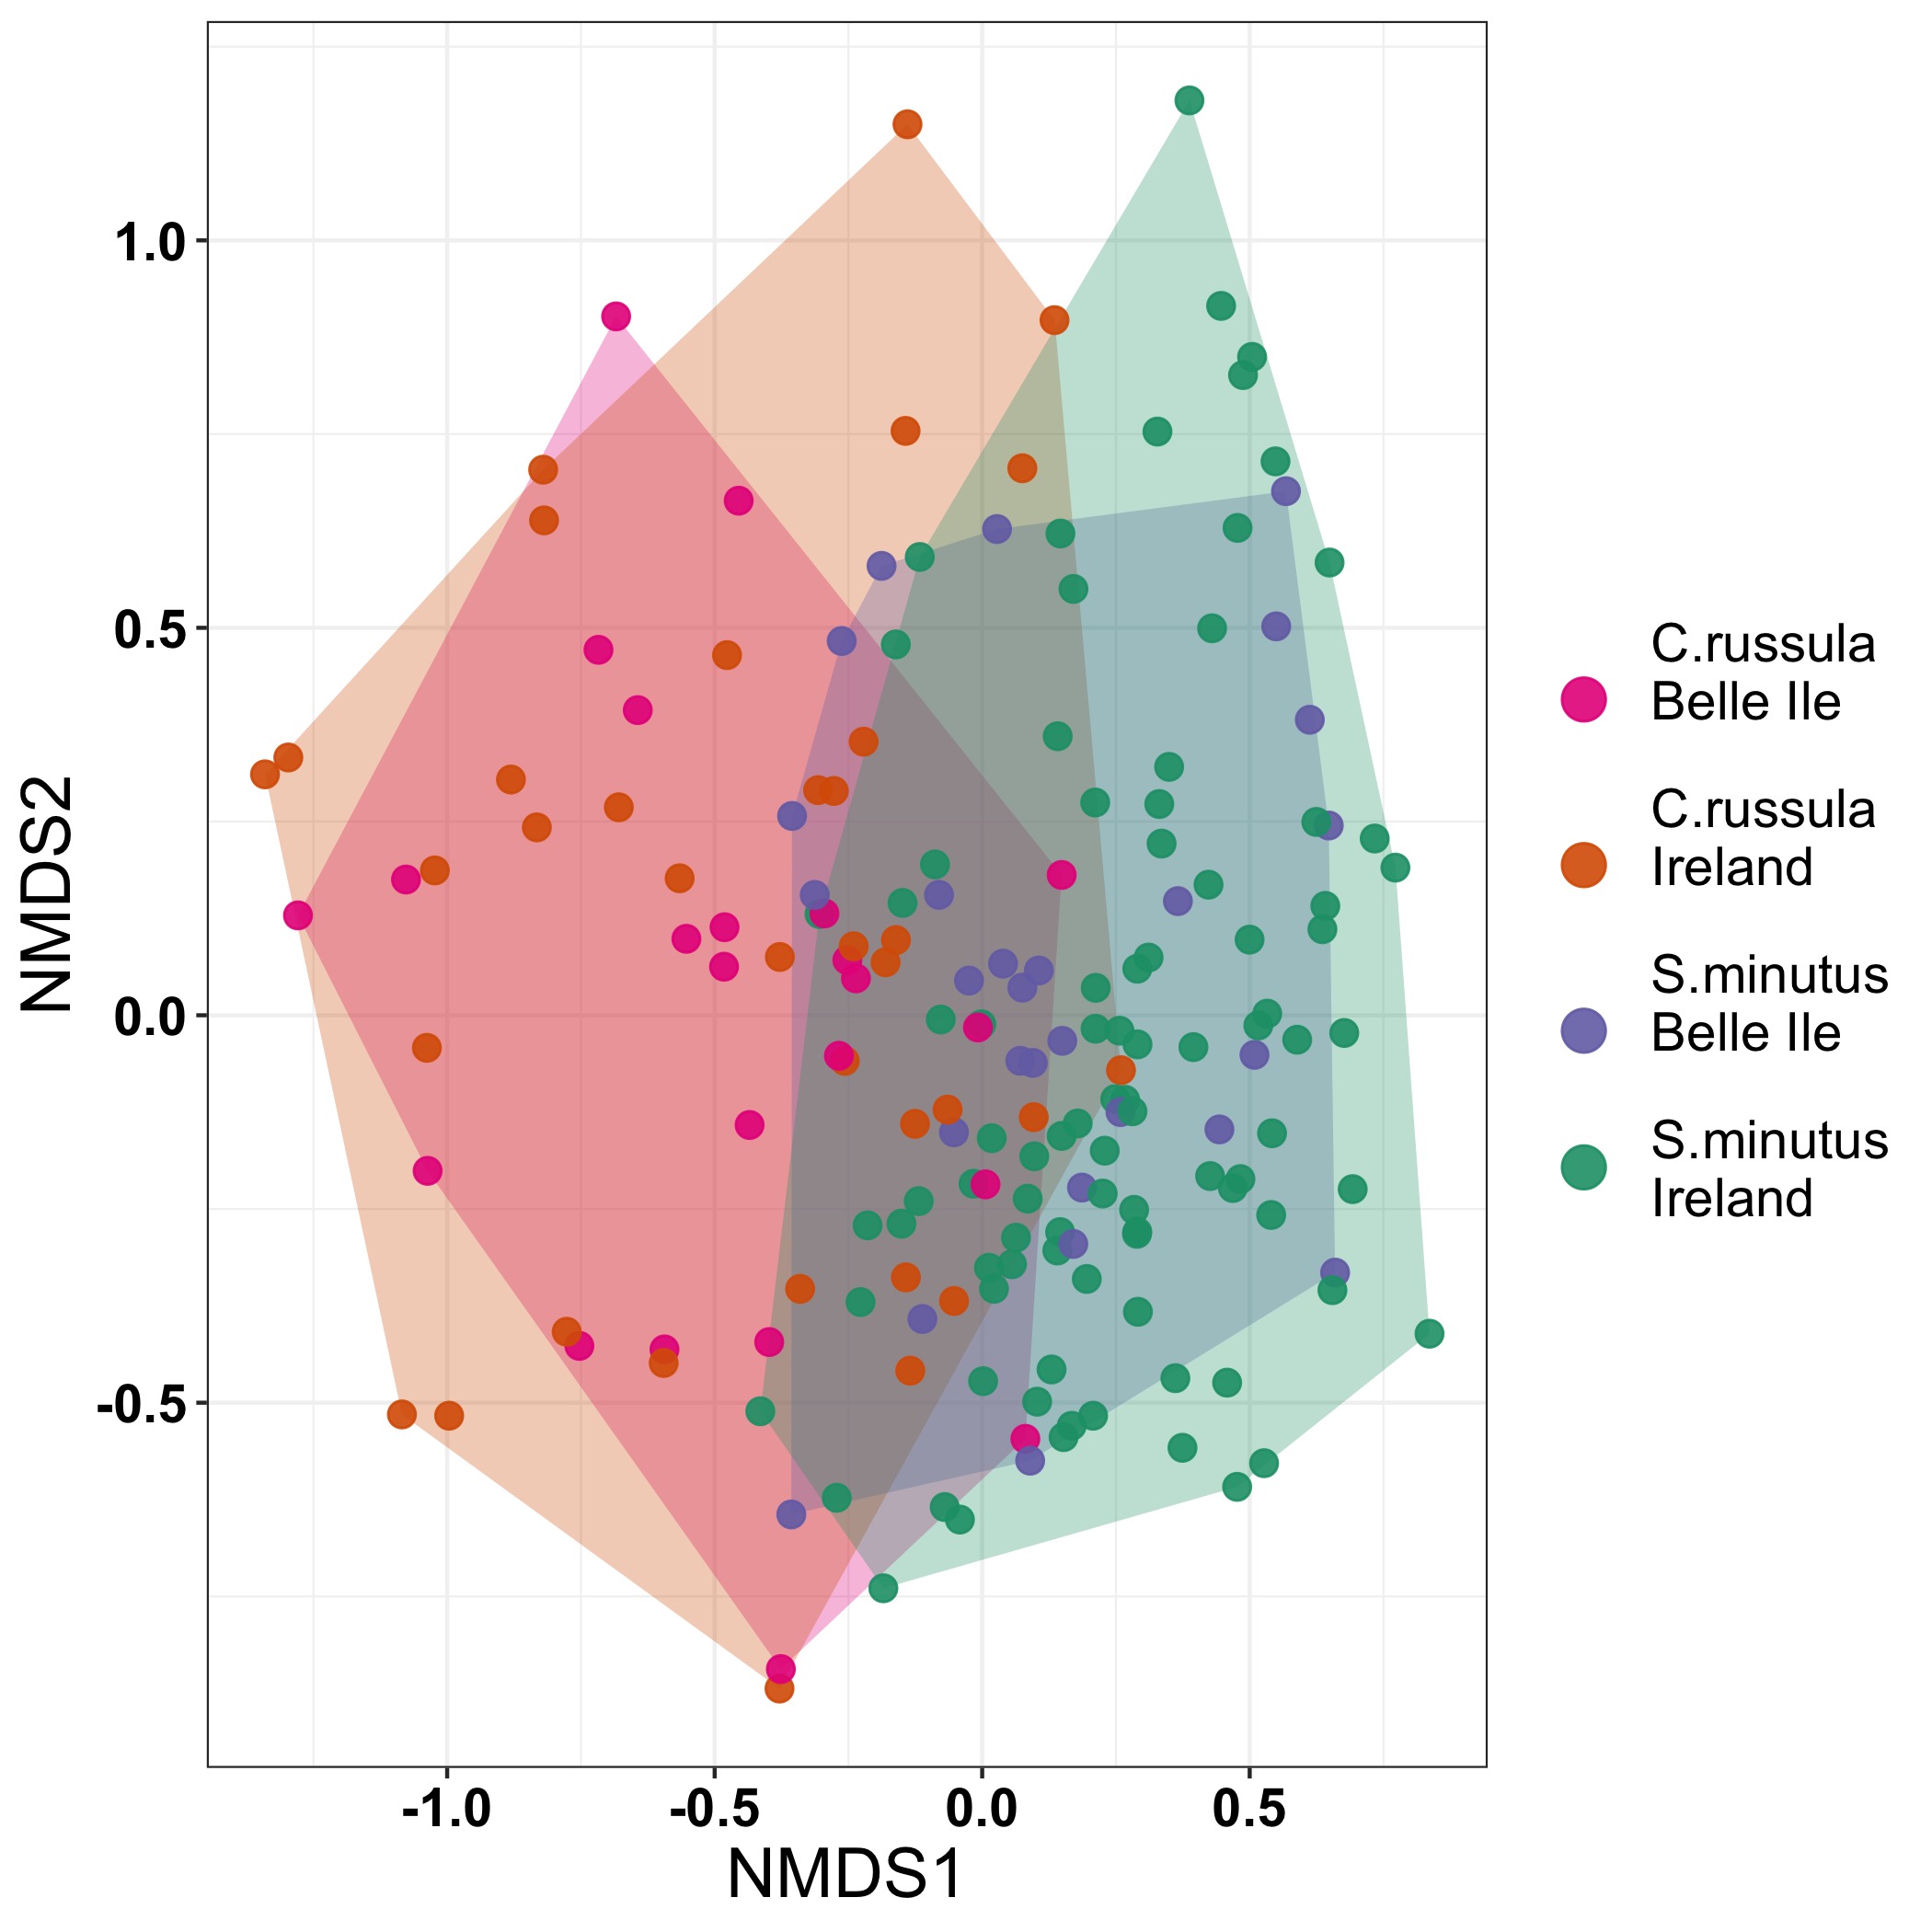 NMDS2
1.0
0.5
0.0
-0.5
-1.0 -0.5 0.0 0.5
NMDS1
C.russula
Belle Ile
C.russula
Ireland
S.minutus
Belle Ile
S.minutus
Ireland